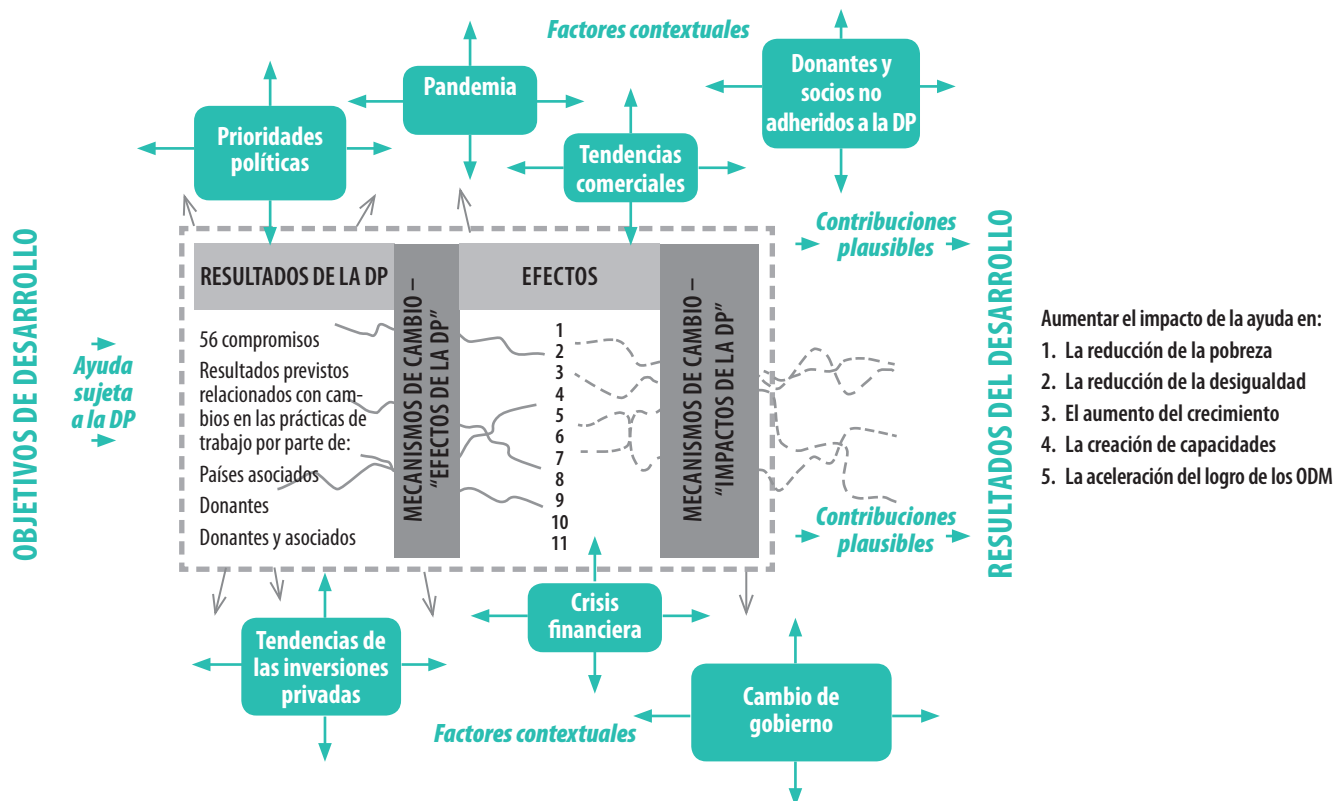 Factores contextuales
Prioridades
políticas
Pandemia
Tendencias
comerciales
Donantes y
socios no
adheridos a la DP
OBJETIVOS DE DESARROLLO
Ayuda
sujeta
a la DP
RESULTADOS DE LA DP
56 compromisos
Resultados previstos
relacionados con cam-
bios en las prácticas de
trabajo por parte de:
Países asociados
Donantes
Donantes y asociados
MECANISMOS DE CAMBIO –
“EFECTOS DE LA DP”
EFECTOS
1
2
3
4
5
6
7
8
9
10
11
MECANISMOS DE CAMBIO –
“IMPACTOS DE LA DP”
Contribuciones
plausibles
Contribuciones
plausibles
RESULTADOS DEL DESARROLLO
Aumentar el impacto de la ayuda en:
1. La reducción de la pobreza
2. La reducción de la desigualdad
3. El aumento del crecimiento
4. La creación de capacidades
5. La aceleración del logro de los ODM
Tendencias de
las inversiones
privadas
Crisis
financiera
Cambio de
gobierno
Factores contextuales